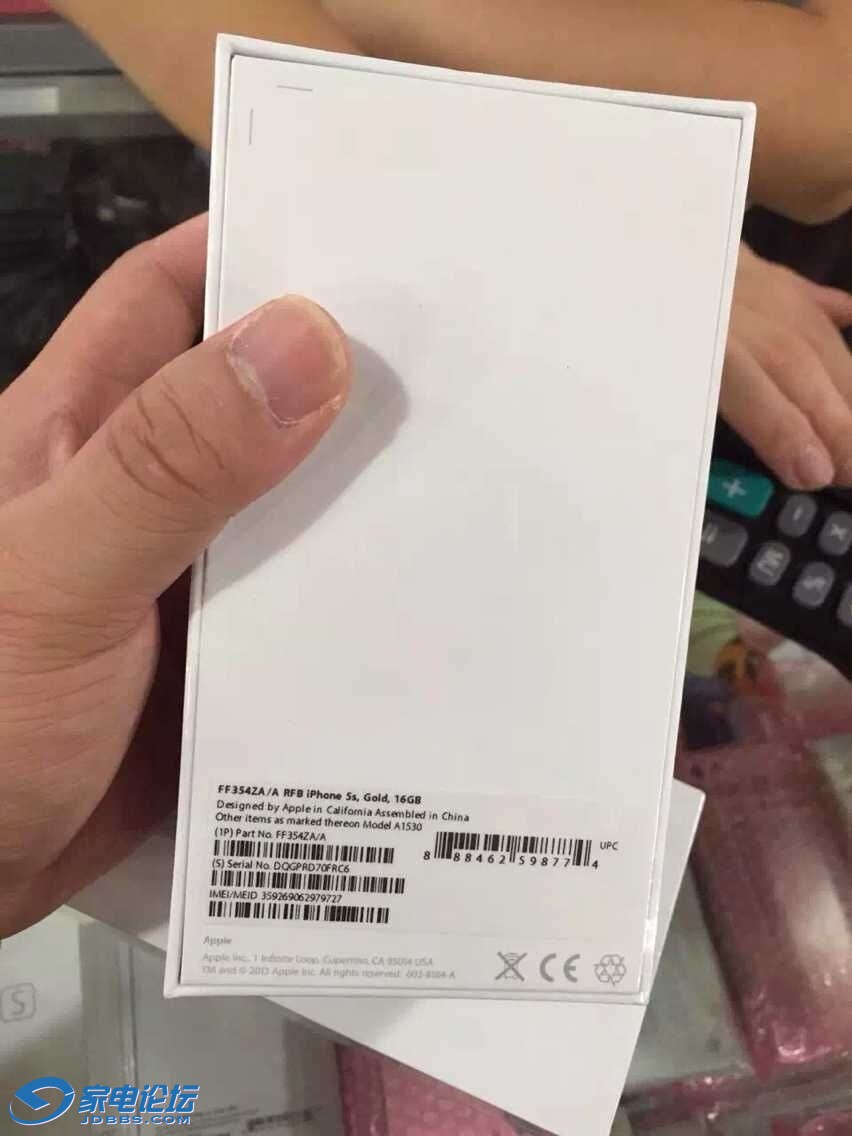 FF354ZA/A RFB iPhone 5s, Gold, 16GB
Designed by Apple in California Assembled in China
Other items as marked thereon Model A1530
(1P) Part No. FF354ZA/A
(S) Serial No. DQGPRD70FRC6
IMEI/MEID 359269062979727
8 88462 59877 4
UPC
Apple
Apple Inc., 1 Infinite Loop, Cupertino, CA 95014 USA
TM and © 2013 Apple Inc. All rights reserved. 603-8184-A
CE
S
家电论坛
JDBBS.COM